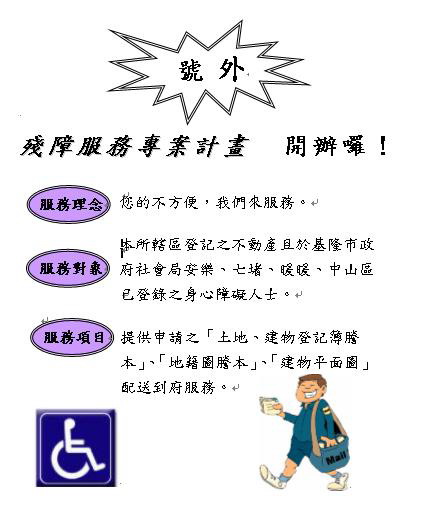 號 外
殘障服務專案計畫 開辦囉！
服務理念
您的不方便，我們來服務。
服務對象
本所轄區登記之不動產且於基隆市政
府社會局安樂、七堵、暖暖、中山區
已登錄之身心障礙人士。
服務項目
提供申請之「土地、建物登記簿謄
本」、「地籍圖謄本」、「建物平面圖」
配送到府服務。
Mail